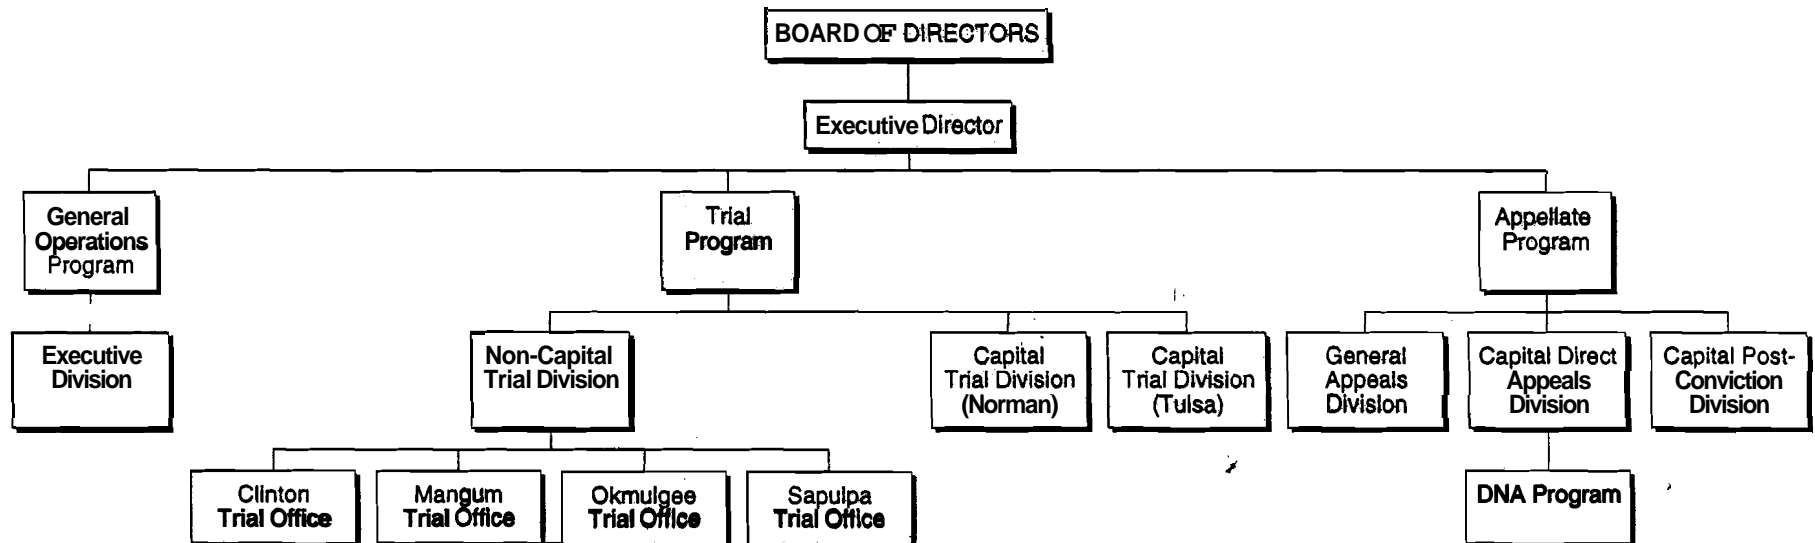 BOARD OF DIRECTORS
Executive Director
General
Operations
Program
Trial
Program
Appellate
Program
Executive
Division
Non-Capital
Trial Division
Capital
Trial Division
(Norman)
Capital
Trial Division
(Tulsa)
General
Appeals
Division
Capital Direct
Appeals
Division
Capital Post-
Conviction
Division
Clinton
Trial Office
Mangum
Trial Office
Okmulgee
Trial Office
Sapulpa
Trial Office
DNA Program